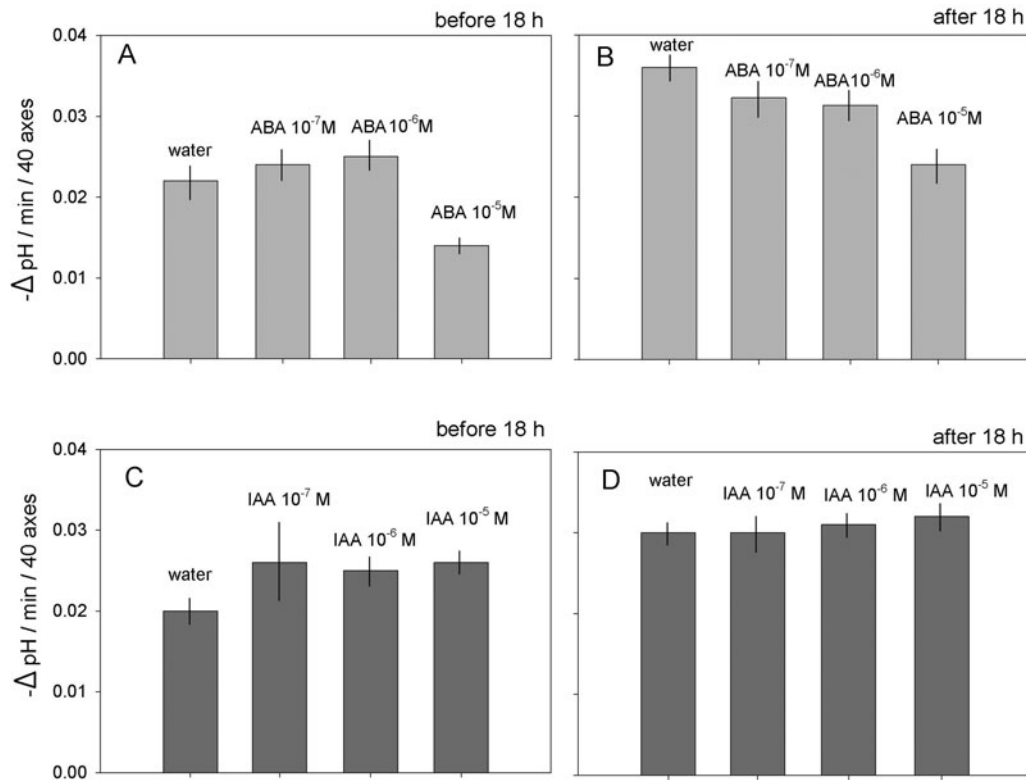 before 18 h
after 18 h
0.04
0.03
0.02
0.01
0.00
-Δ pH / min / 40 axes
A
water
ABA 10⁻⁷M
ABA 10⁻⁶M
ABA 10⁻⁵M
B
water
ABA 10⁻⁷M
ABA10⁻⁶M
ABA 10⁻⁵M
before 18 h
after 18 h
0.04
0.03
0.02
0.01
0.00
-Δ pH / min / 40 axes
C
water
IAA 10⁻⁷ M
IAA 10⁻⁶ M
IAA 10⁻⁵ M
D
water
IAA 10⁻⁷ M
IAA 10⁻⁶ M
IAA 10⁻⁵ M